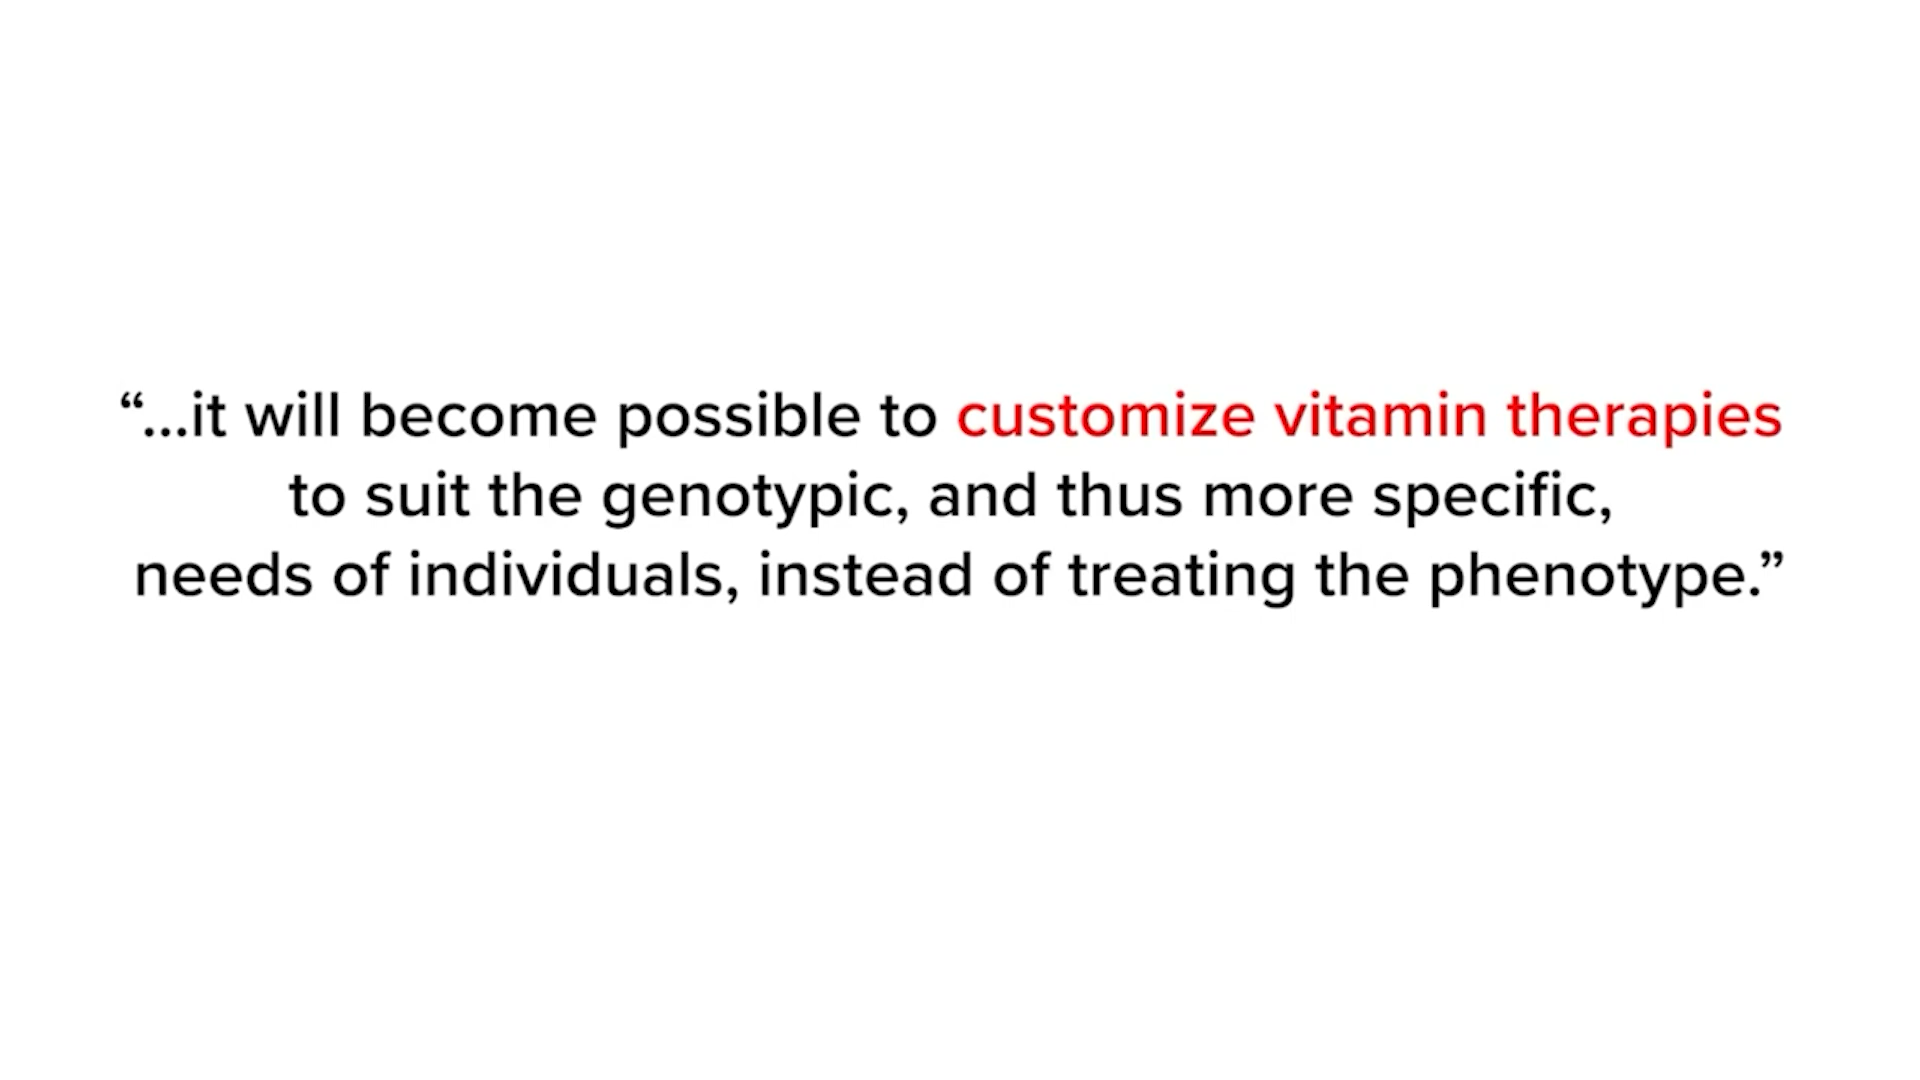 “...it will become possible to customize vitamin therapies
to suit the genotypic, and thus more specific,
needs of individuals, instead of treating the phenotype.”